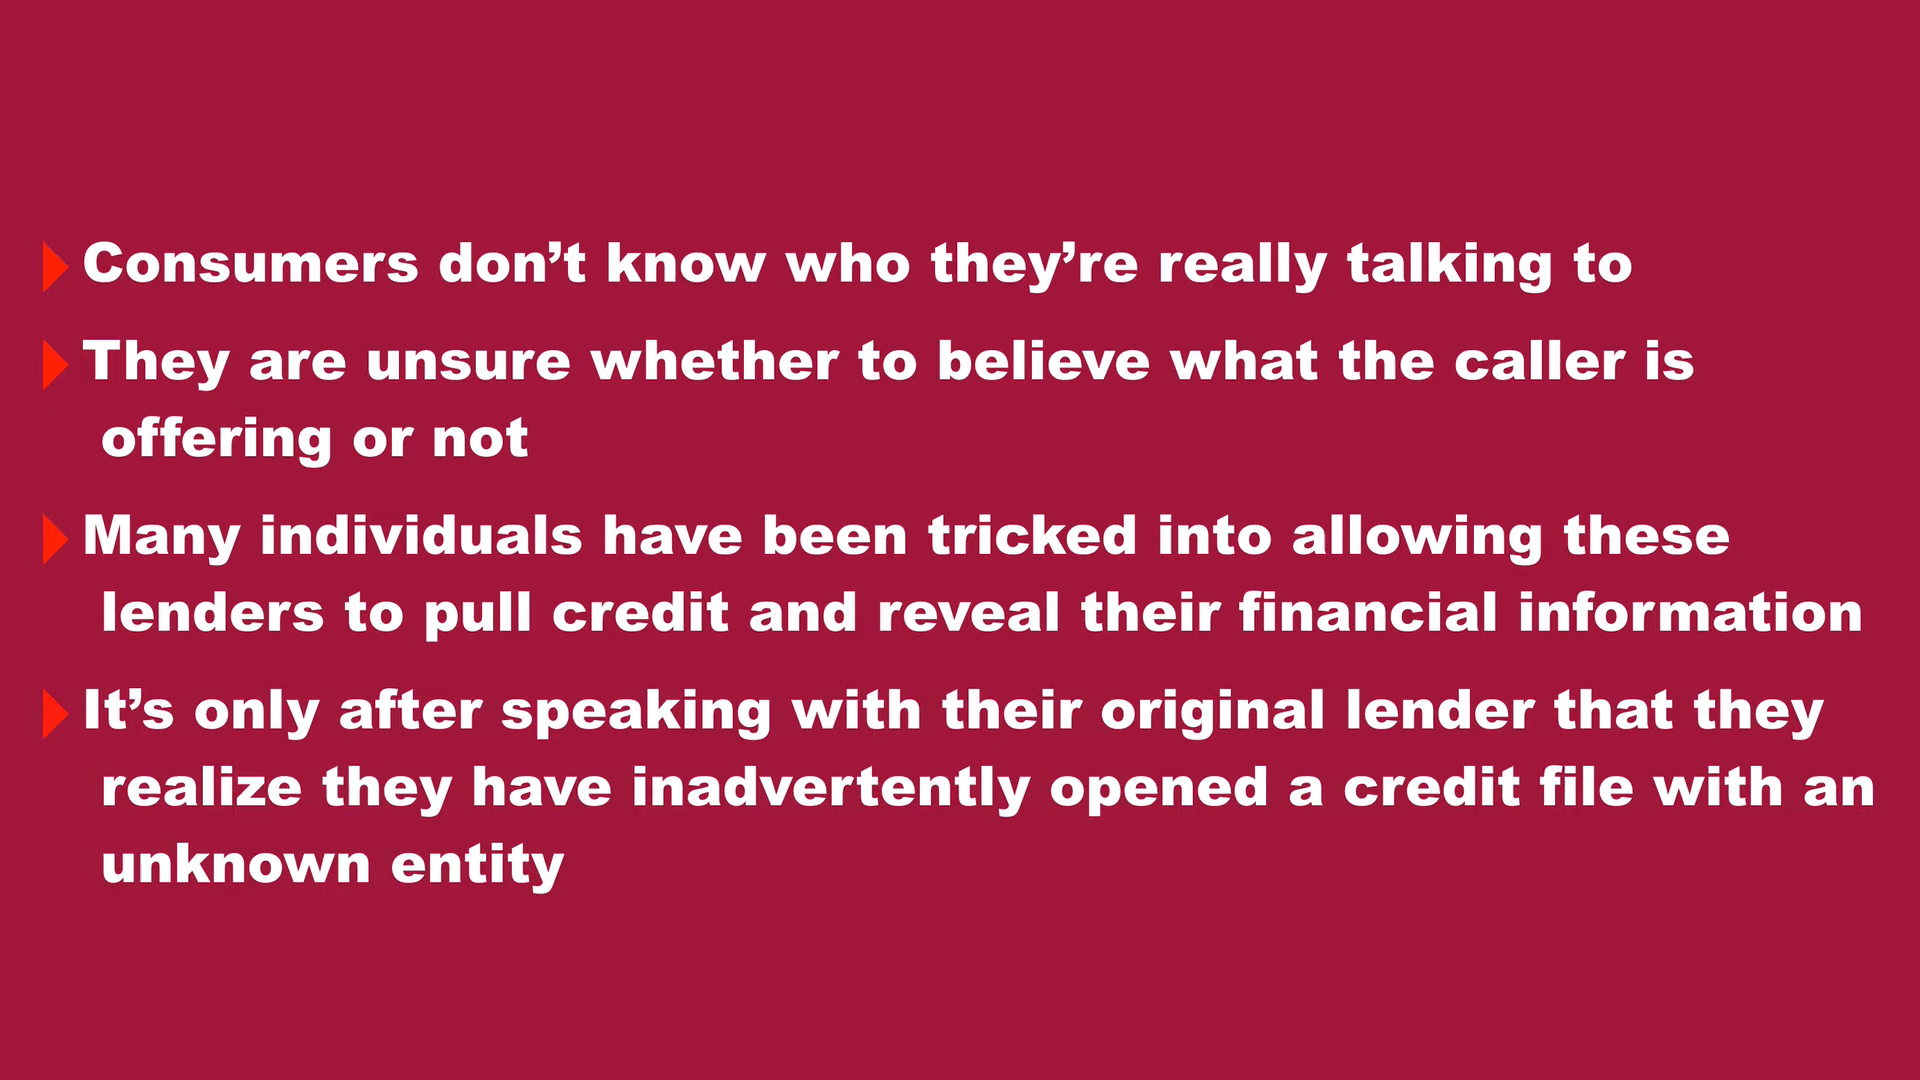 Consumers don’t know who they’re really talking to
They are unsure whether to believe what the caller is
offering or not
Many individuals have been tricked into allowing these
lenders to pull credit and reveal their financial information
It’s only after speaking with their original lender that they
realize they have inadvertently opened a credit file with an
unknown entity